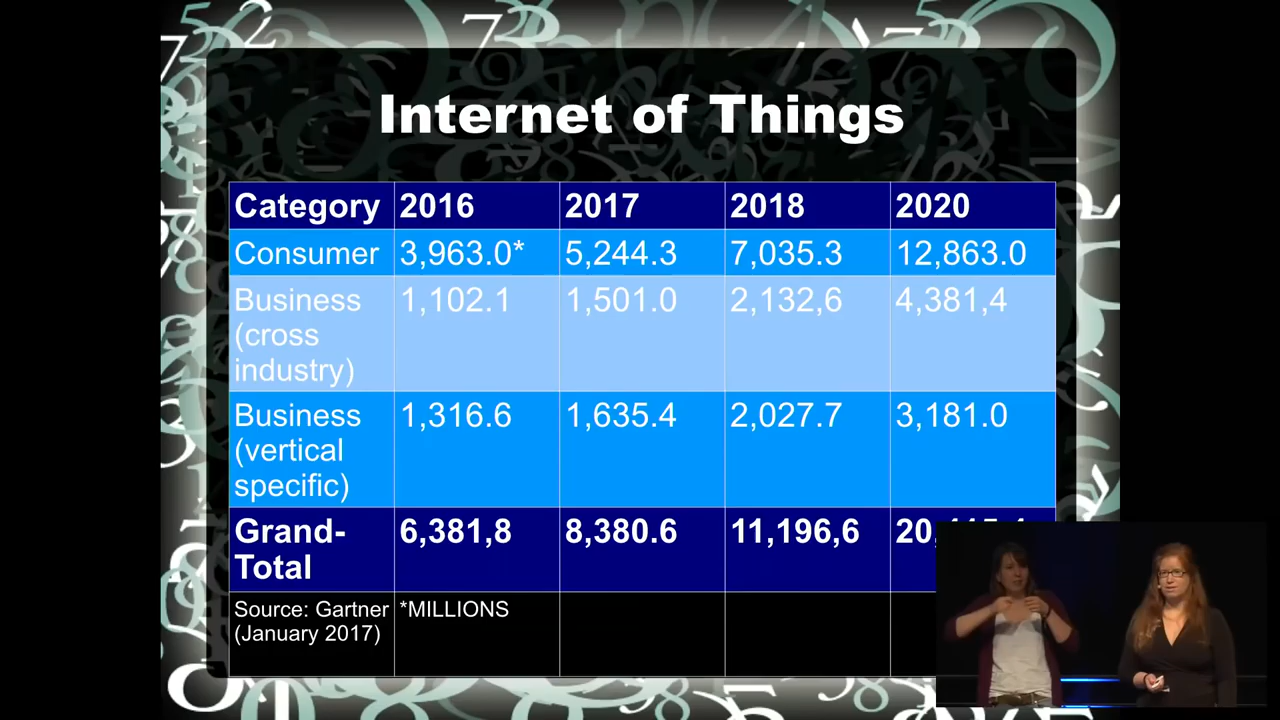 Internet of Things
Category 2016 2017 2018 2020
Consumer 3,963.0* 5,244.3 7,035.3 12,863.0
Business (cross industry) 1,102.1 1,501.0 2,132,6 4,381,4
Business (vertical specific) 1,316.6 1,635.4 2,027.7 3,181.0
Grand-Total 6,381,8 8,380.6 11,196,6
Source: Gartner (January 2017) *MILLIONS